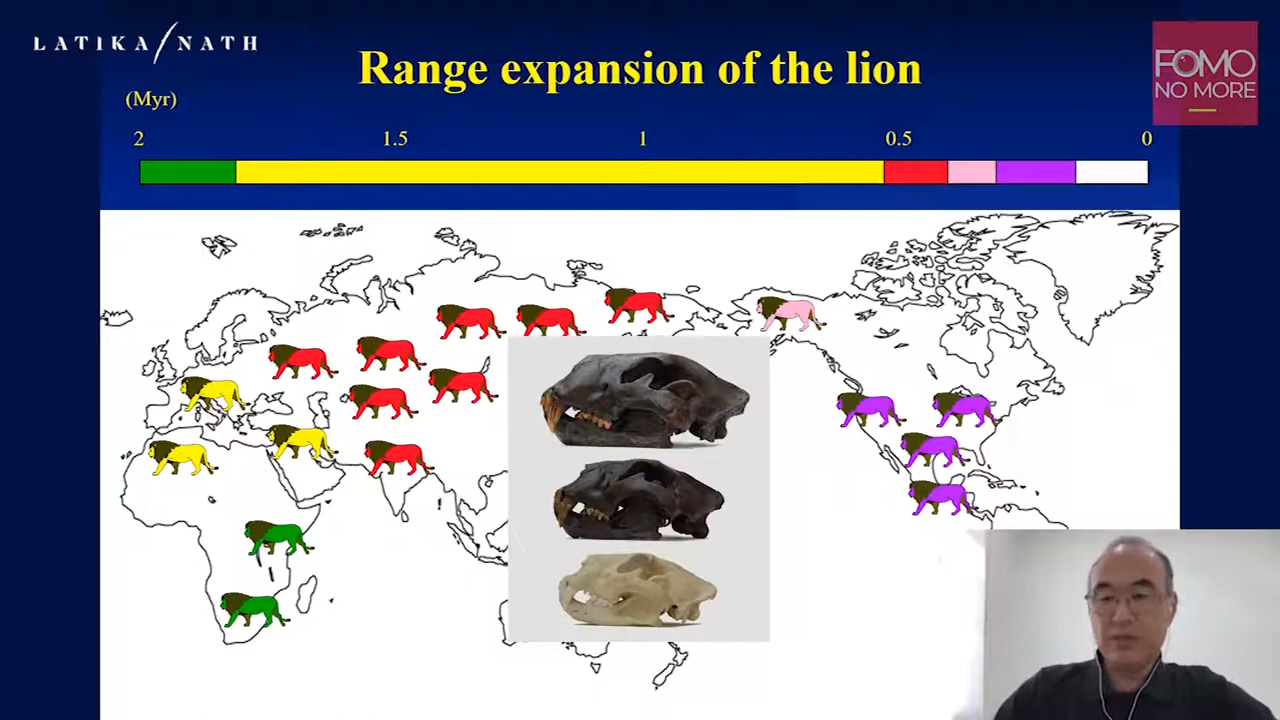 LATIKA/NATH
Range expansion of the lion
FOMO
NO MORE
(Myr)
2 1.5 1 0.5 0